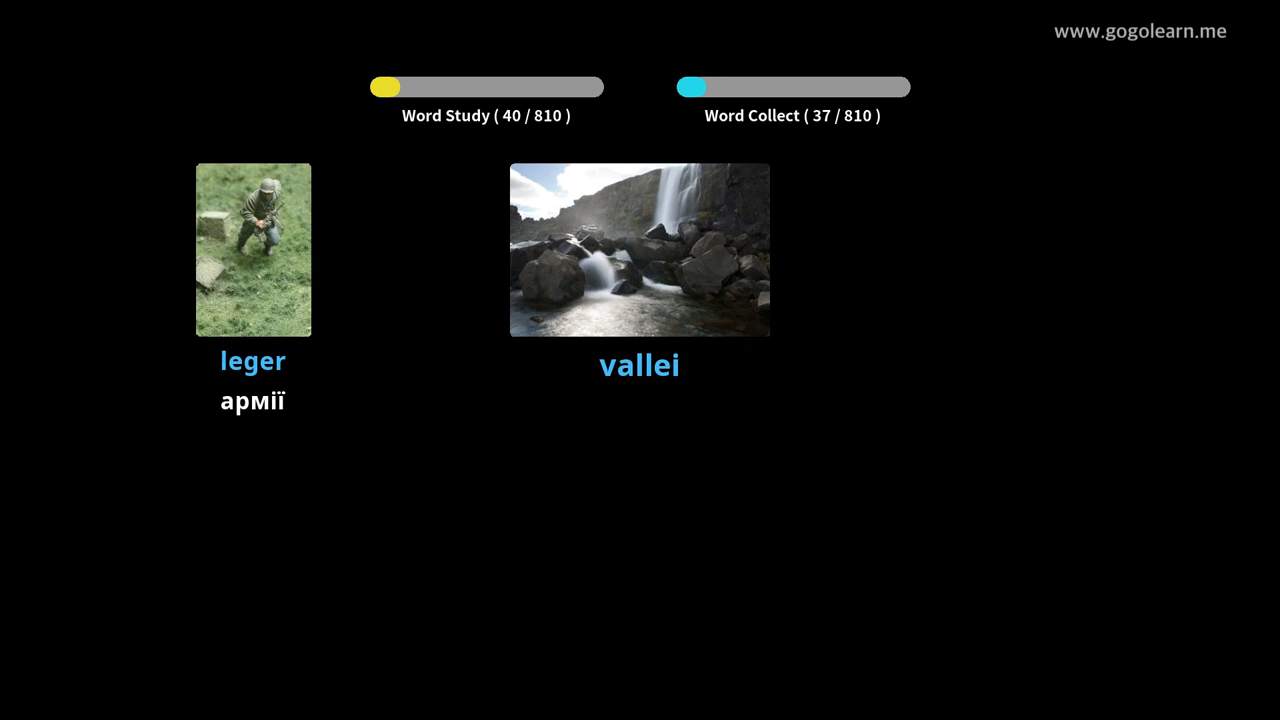 www.gogolearn.me
Word Study ( 40 / 810 )
Word Collect ( 37 / 810 )
leger
армії
vallei